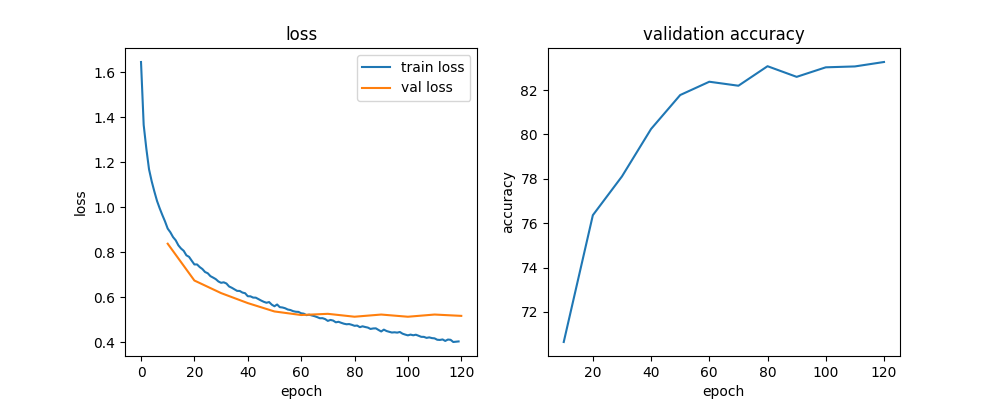 loss
train loss
val loss
1.6
1.4
1.2
1.0
0.8
0.6
0.4
loss
0 20 40 60 80 100 120
epoch
validation accuracy
82
80
78
76
74
72
accuracy
20 40 60 80 100 120
epoch